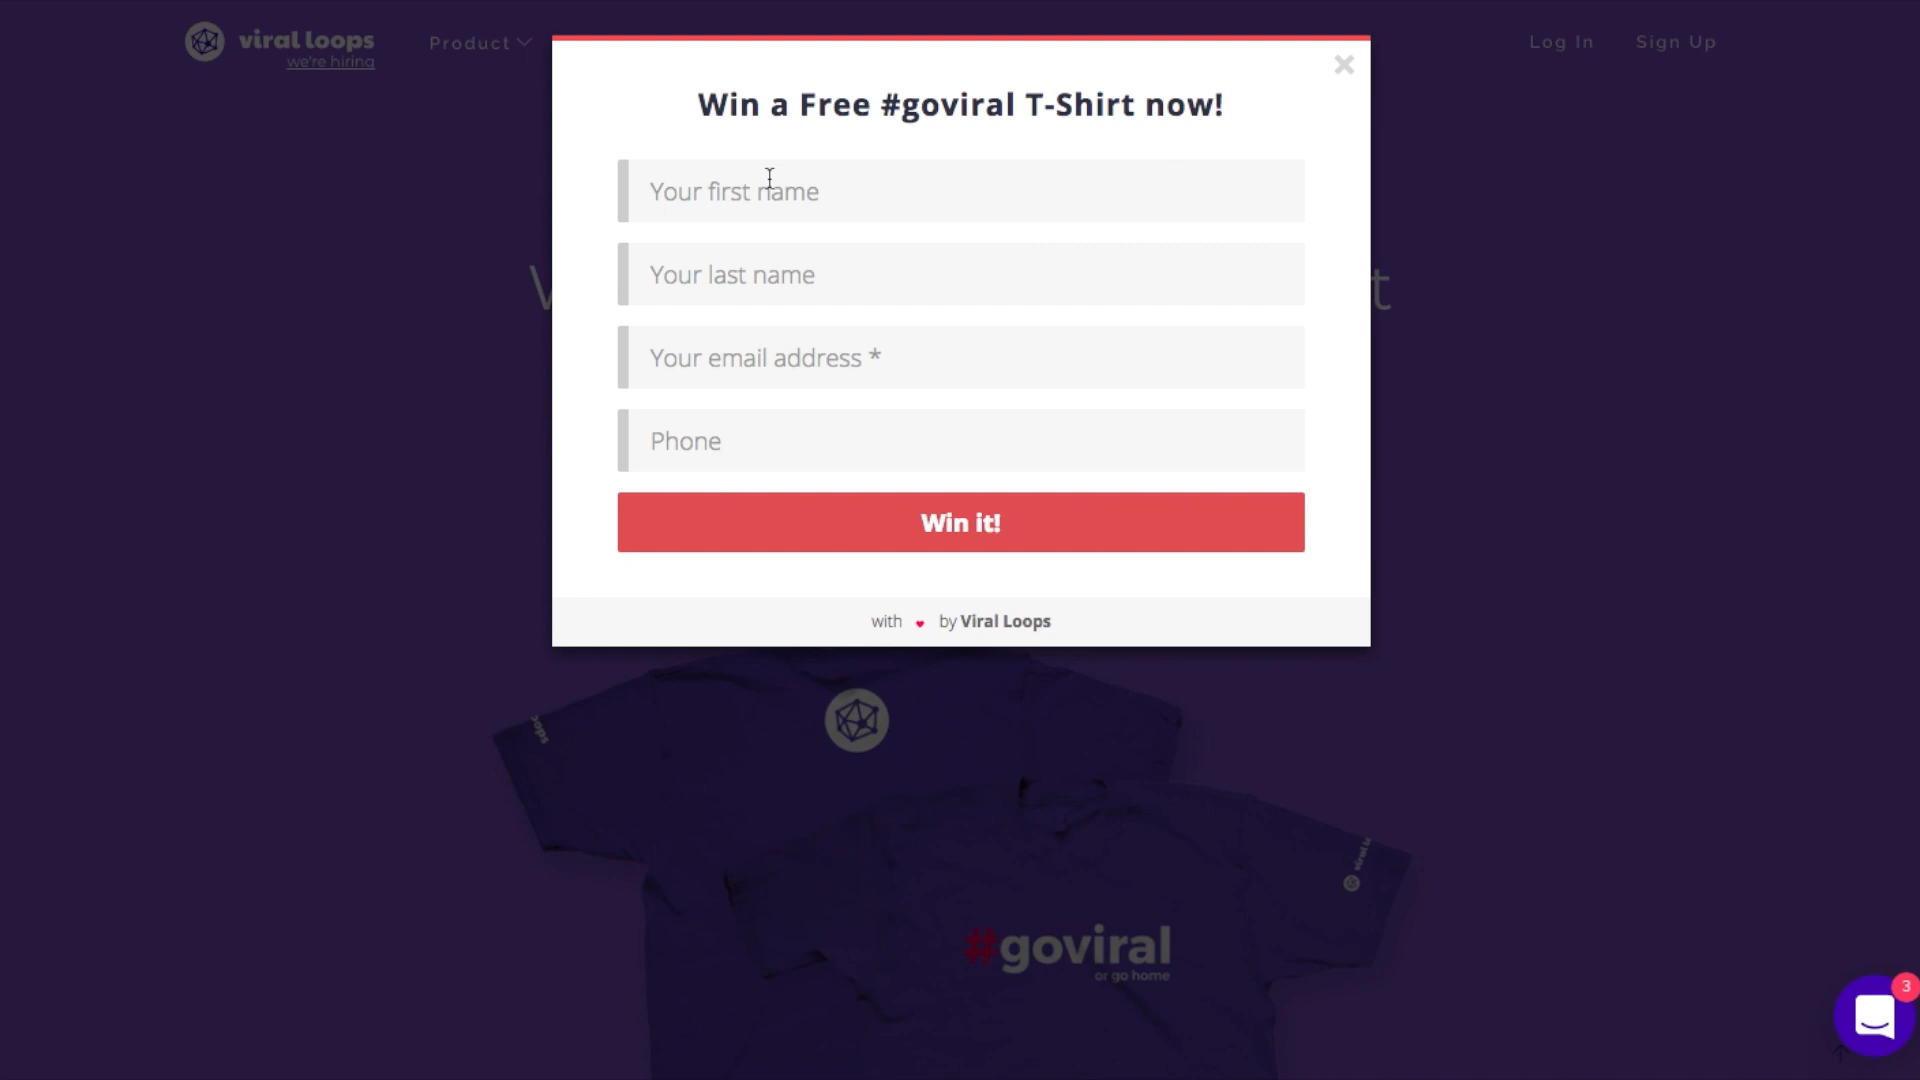 viral loops
we're hiring
Product
Log In
Sign Up
Win a Free #goviral T-Shirt now!
Your first name
Your last name
Your email address *
Phone
Win it!
with ♥ by Viral Loops
#goviral
or go home
3